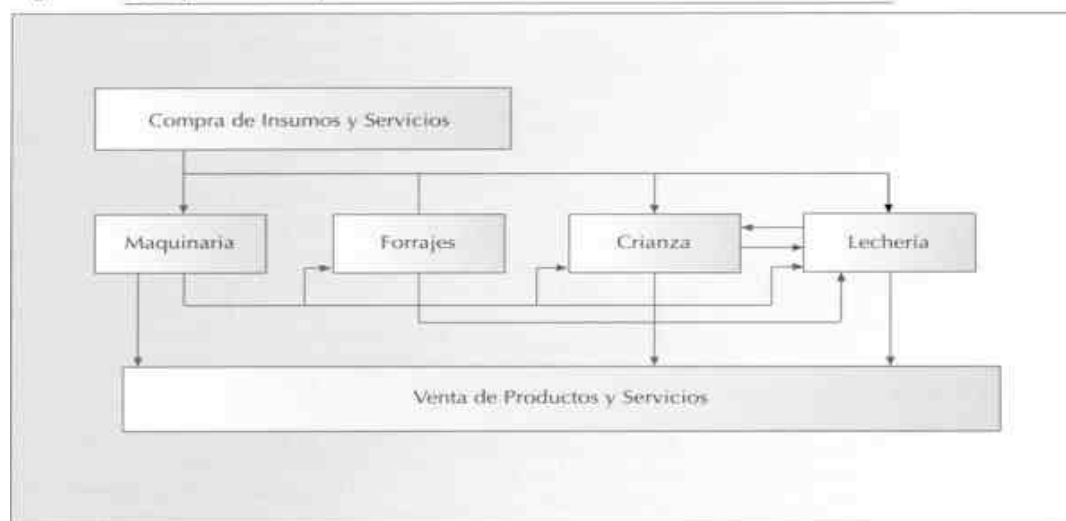 Compra de Insumos y Servicios
Maquinaria
Forrajes
Crianza
Lechería
Venta de Productos y Servicios